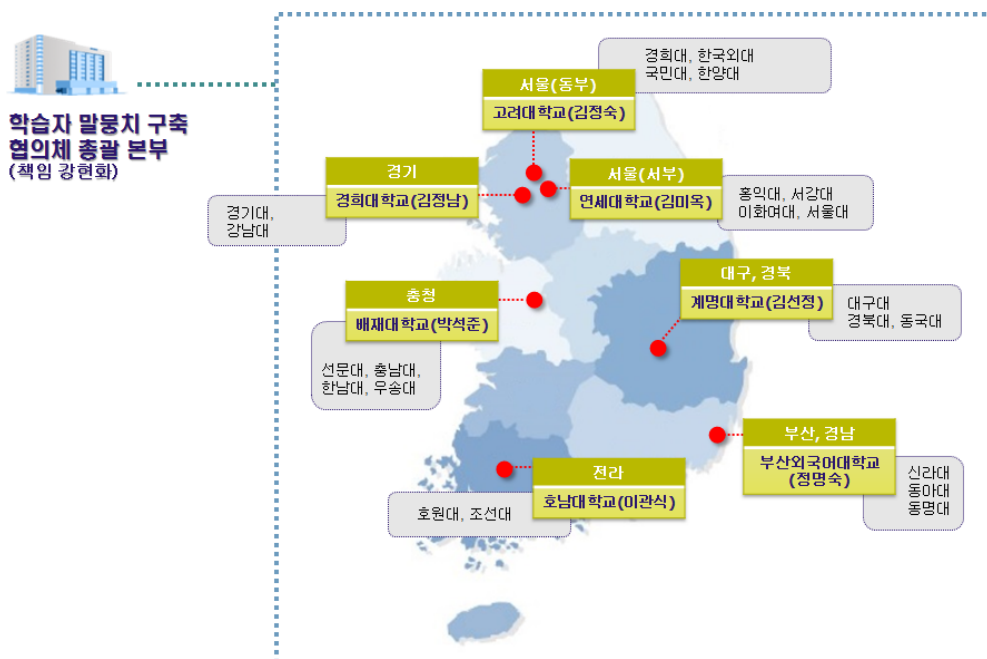 학습자 말뭉치 구축
협의체 총괄 본부
(책임 강현화)
경희대, 한국외대
국민대, 한양대
서울(동부)
고려대학교(김정숙)
경기
경희대학교(김정남)
경기대,
강남대
서울(서부)
연세대학교(김미옥)
홍익대, 서강대
이화여대, 서울대
충청
배재대학교(박석준)
선문대, 충남대,
한남대, 우송대
대구, 경북
계명대학교(김선정)
대구대
경북대, 동국대
부산, 경남
부산외국어대학교
(정명숙)
신라대
동아대
동명대
전라
호남대학교(이관식)
호원대, 조선대